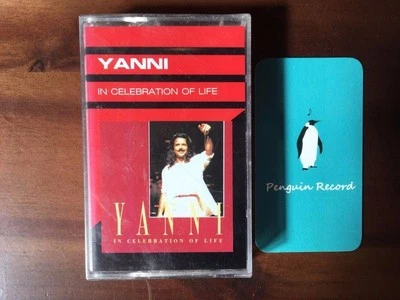 YANNI
IN CELEBRATION OF LIFE
YANNI
IN CELEBRATION OF LIFE
Penguin Record